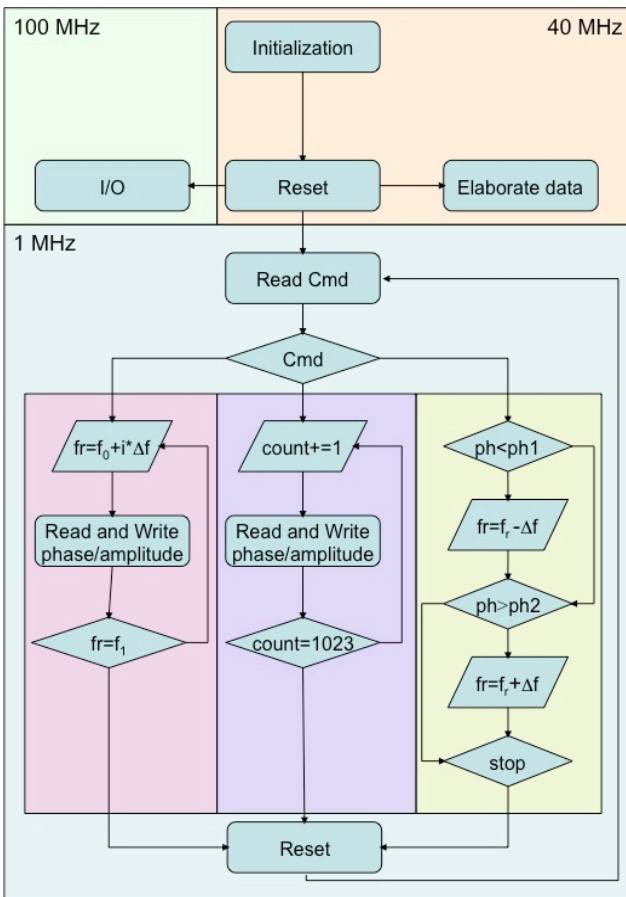 100 MHz
40 MHz
Initialization
I/O
Reset
Elaborate data
1 MHz
Read Cmd
Cmd
fr=f₀+i*Δf
Read and Write
phase/amplitude
fr=f₁
count+=1
Read and Write
phase/amplitude
count=1023
ph<ph1
fr=fᵣ-Δf
ph>ph2
fr=fᵣ+Δf
stop
Reset